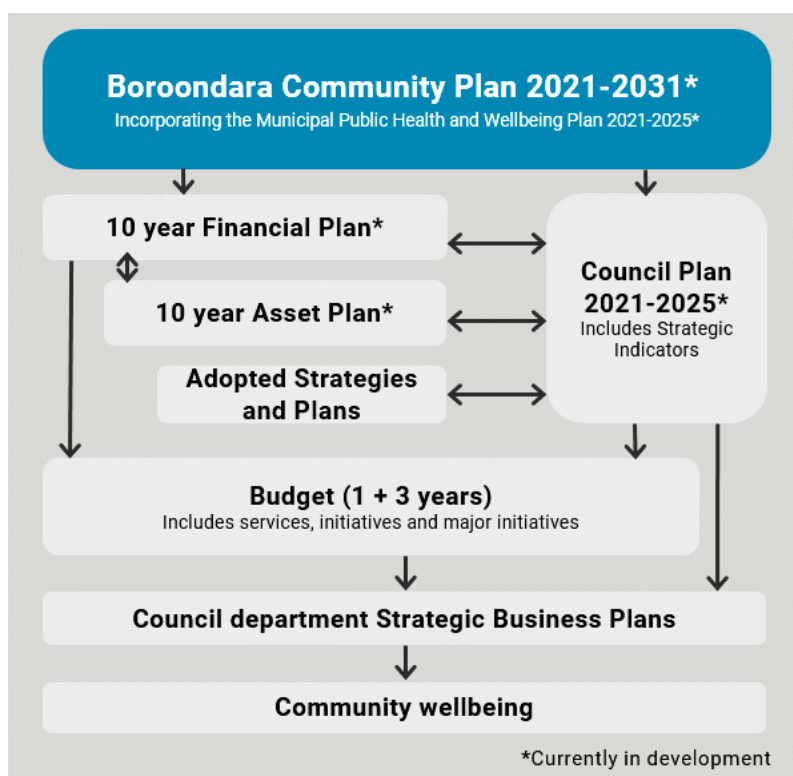 Boroondara Community Plan 2021-2031*
Incorporating the Municipal Public Health and Wellbeing Plan 2021-2025*
10 year Financial Plan*
Council Plan
2021-2025*
Includes Strategic
Indicators
10 year Asset Plan*
Adopted Strategies
and Plans
Budget (1 + 3 years)
Includes services, initiatives and major initiatives
Council department Strategic Business Plans
Community wellbeing
*Currently in development